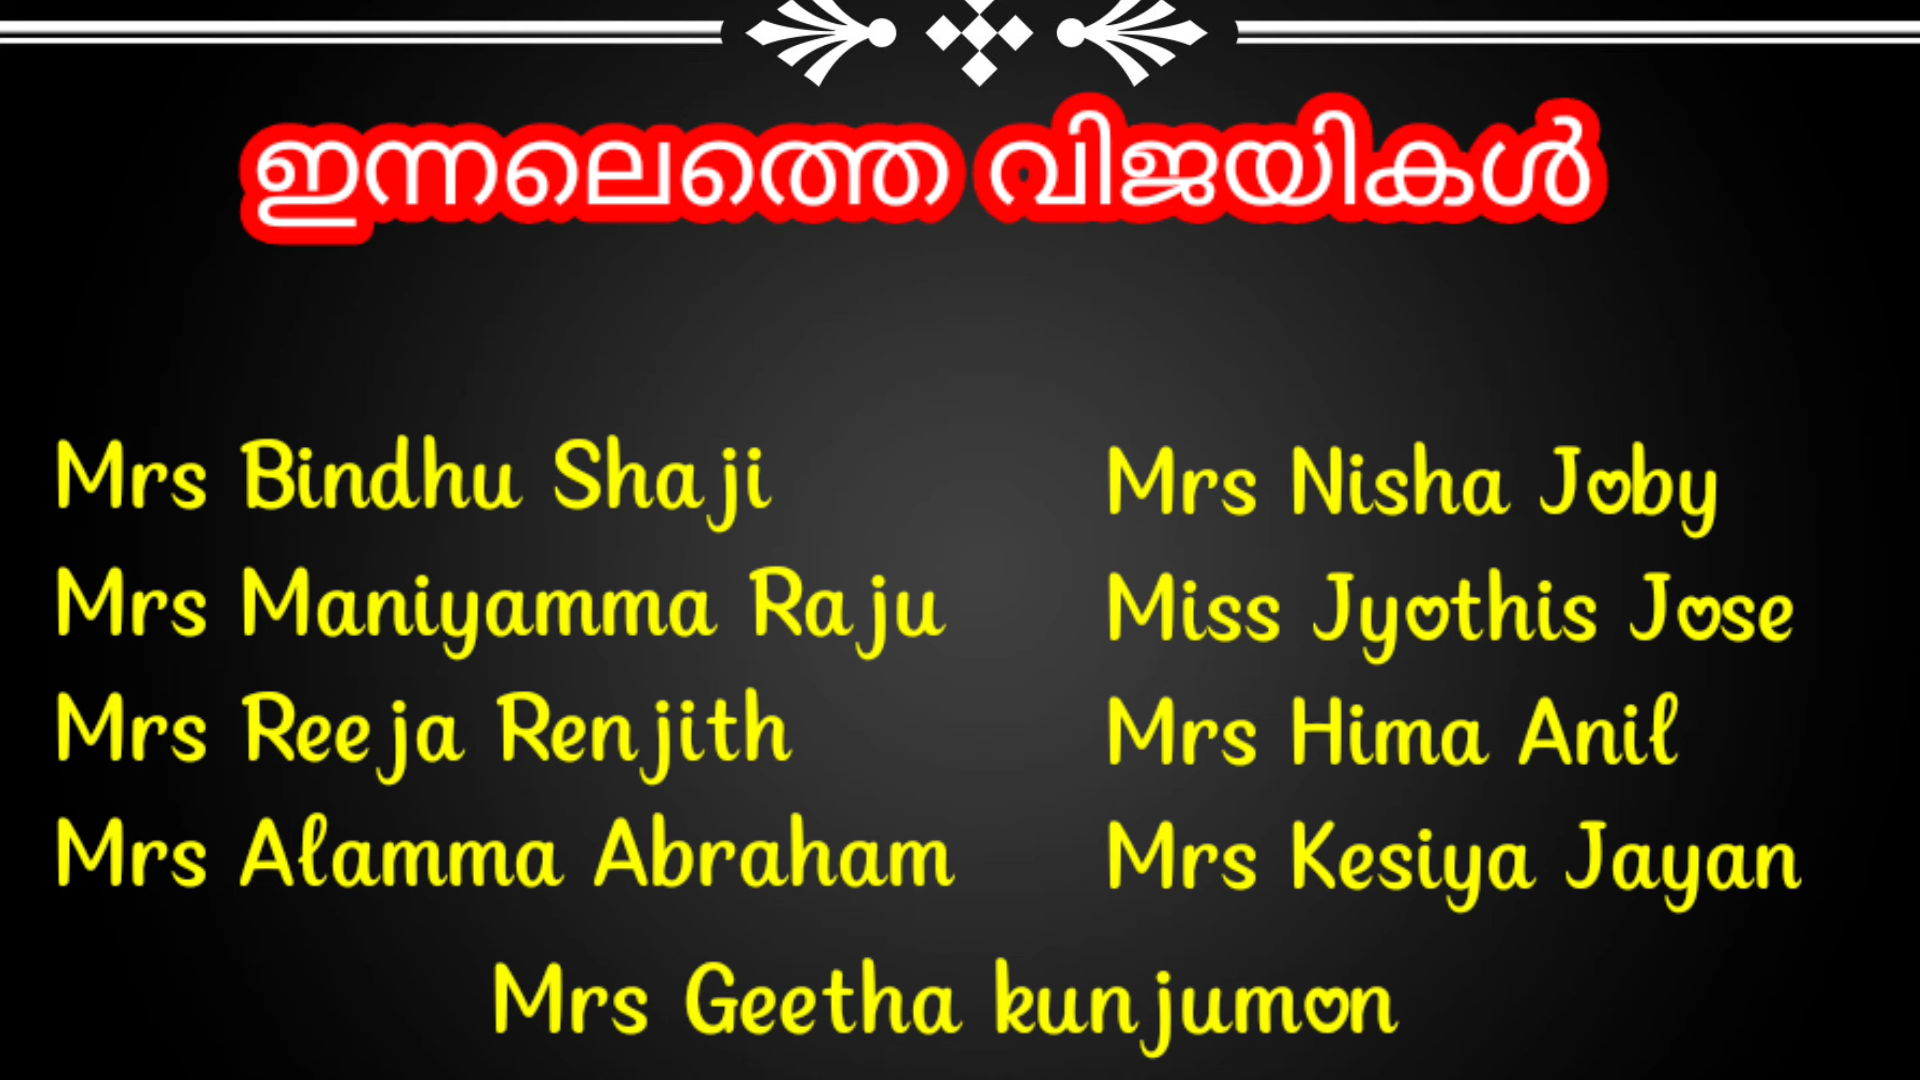 ഇന്നലെത്തെ വിജയികൾ
Mrs Bindhu Shaji
Mrs Maniyamma Raju
Mrs Reeja Renjith
Mrs Alamma Abraham
Mrs Nisha Joby
Miss Jyothis Jose
Mrs Hima Anil
Mrs Kesiya Jayan
Mrs Geetha kunjumon